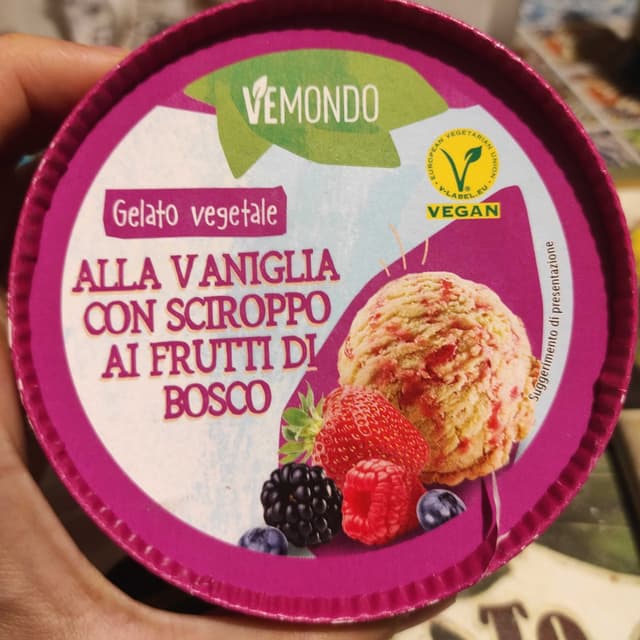 VEMONDO
EUROPEAN VEGETARIAN UNION
V-LABEL.EU
VEGAN
Gelato vegetale
ALLA VANIGLIA
CON SCIROPPO
AI FRUTTI DI
BOSCO
Suggerimento di presentazione